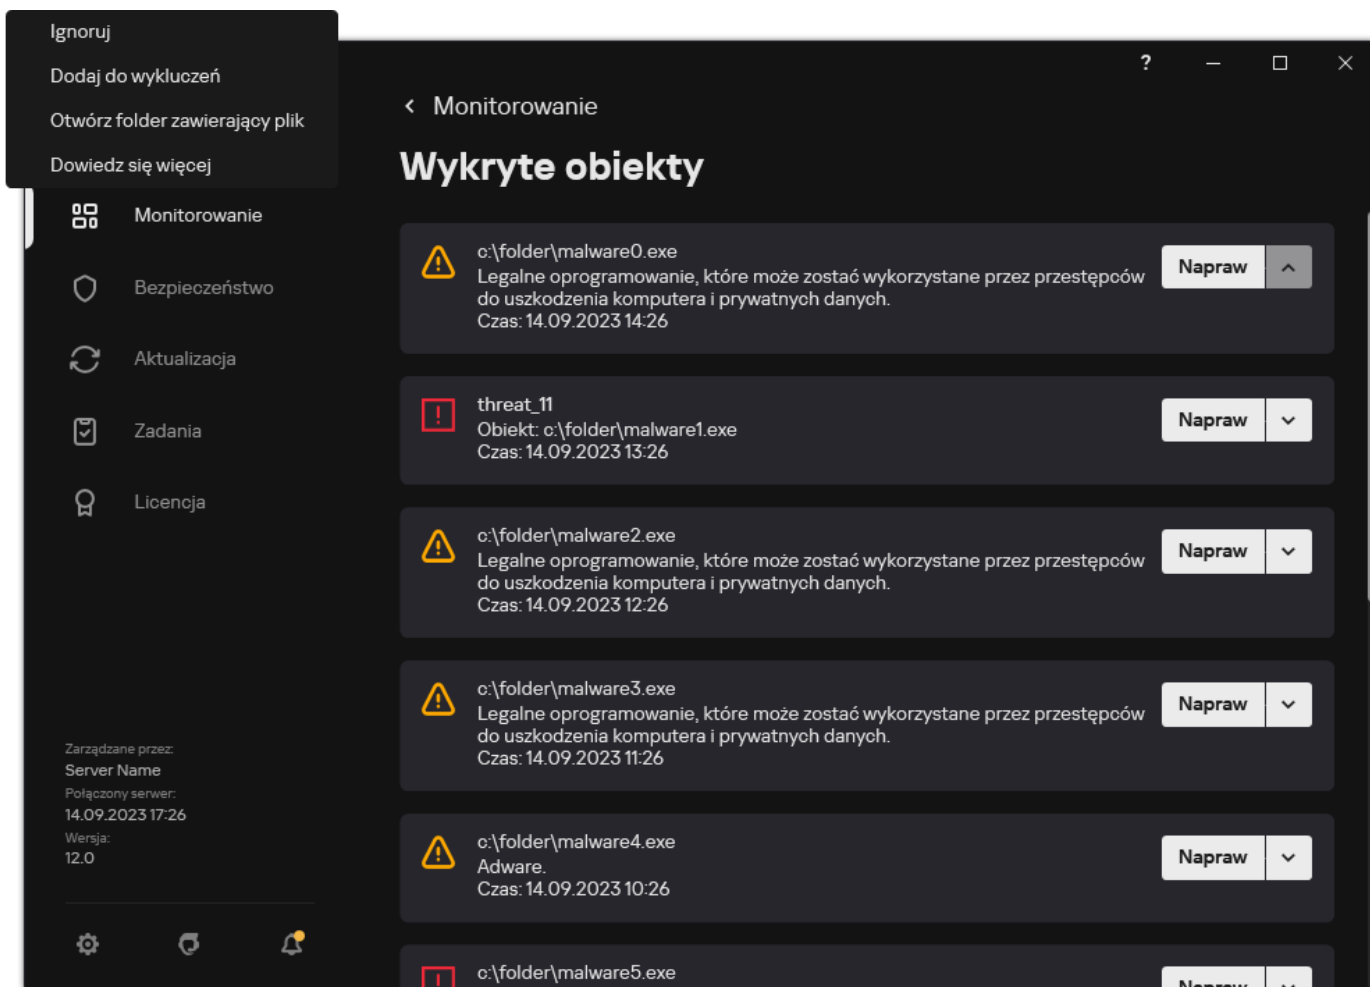 Ignoruj
Dodaj do wykluczeń
Otwórz folder zawierający plik
Dowiedz się więcej
?
Monitorowanie
Wykryte obiekty
Monitorowanie
Bezpieczeństwo
Aktualizacja
Zadania
Licencja
Zarządzane przez:
Server Name
Połączony serwer:
14.09.2023 17:26
Wersja:
12.0
c:\folder\malware0.exe
Legalne oprogramowanie, które może zostać wykorzystane przez przestępców
do uszkodzenia komputera i prywatnych danych.
Czas: 14.09.2023 14:26
Napraw
threat_11
Obiekt: c:\folder\malware1.exe
Czas: 14.09.2023 13:26
Napraw
c:\folder\malware2.exe
Legalne oprogramowanie, które może zostać wykorzystane przez przestępców
do uszkodzenia komputera i prywatnych danych.
Czas: 14.09.2023 12:26
Napraw
c:\folder\malware3.exe
Legalne oprogramowanie, które może zostać wykorzystane przez przestępców
do uszkodzenia komputera i prywatnych danych.
Czas: 14.09.2023 11:26
Napraw
c:\folder\malware4.exe
Adware.
Czas: 14.09.2023 10:26
Napraw
c:\folder\malware5.exe
Napraw